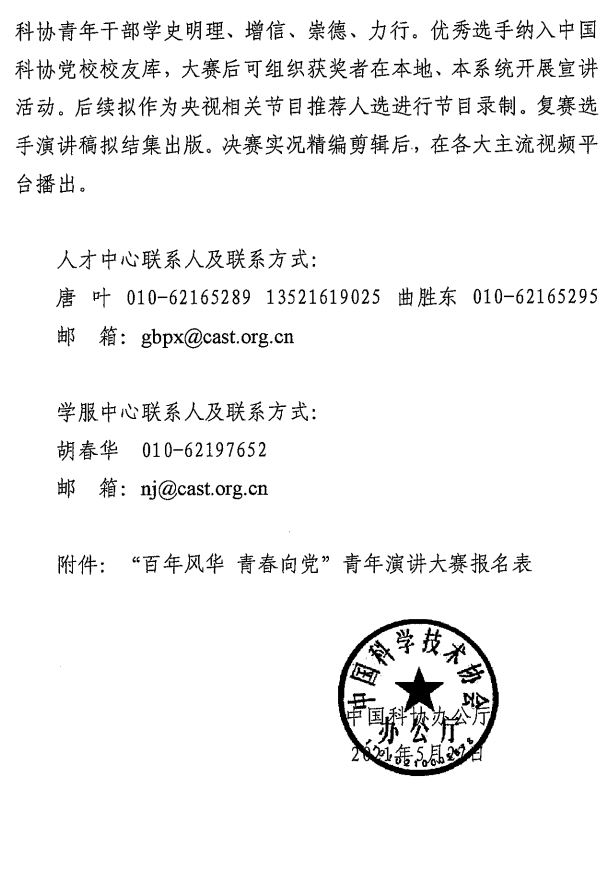 科协青年干部学史明理、增信、崇德、力行。优秀选手纳入中国
科协党校校友库，大赛后可组织获奖者在本地、本系统开展宣讲
活动。后续拟作为央视相关节目推荐人选进行节目录制。复赛选
手演讲稿拟结集出版。决赛实况精编剪辑后，在各大主流视频平
台播出。
人才中心联系人及联系方式：
唐 叶 010-62165289 13521619025 曲胜东 010-62165295
邮 箱：gbpx@cast.org.cn
学服中心联系人及联系方式：
胡春华 010-62197652
邮 箱：nj@cast.org.cn
附件：“百年风华 青春向党”青年演讲大赛报名表
中国科学技术协会
中国科协办公厅
办公厅
2021年5月27日